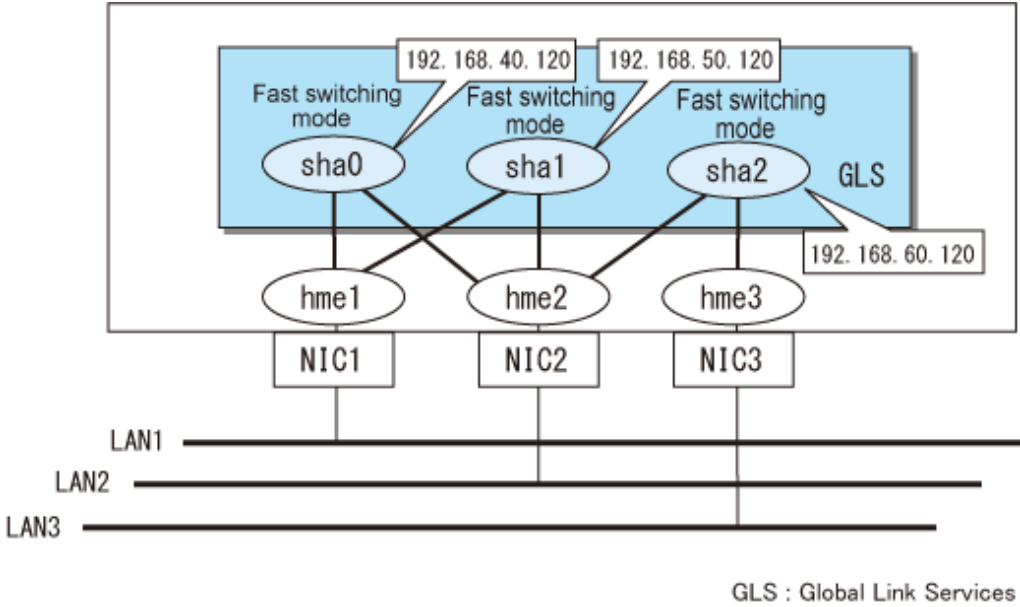 192. 168. 40. 120
192. 168. 50. 120
Fast switching
mode
Fast switching
mode
Fast switching
mode
sha0
sha1
sha2
GLS
192. 168. 60. 120
hme1
hme2
hme3
NIC1
NIC2
NIC3
LAN1
LAN2
LAN3
GLS : Global Link Services